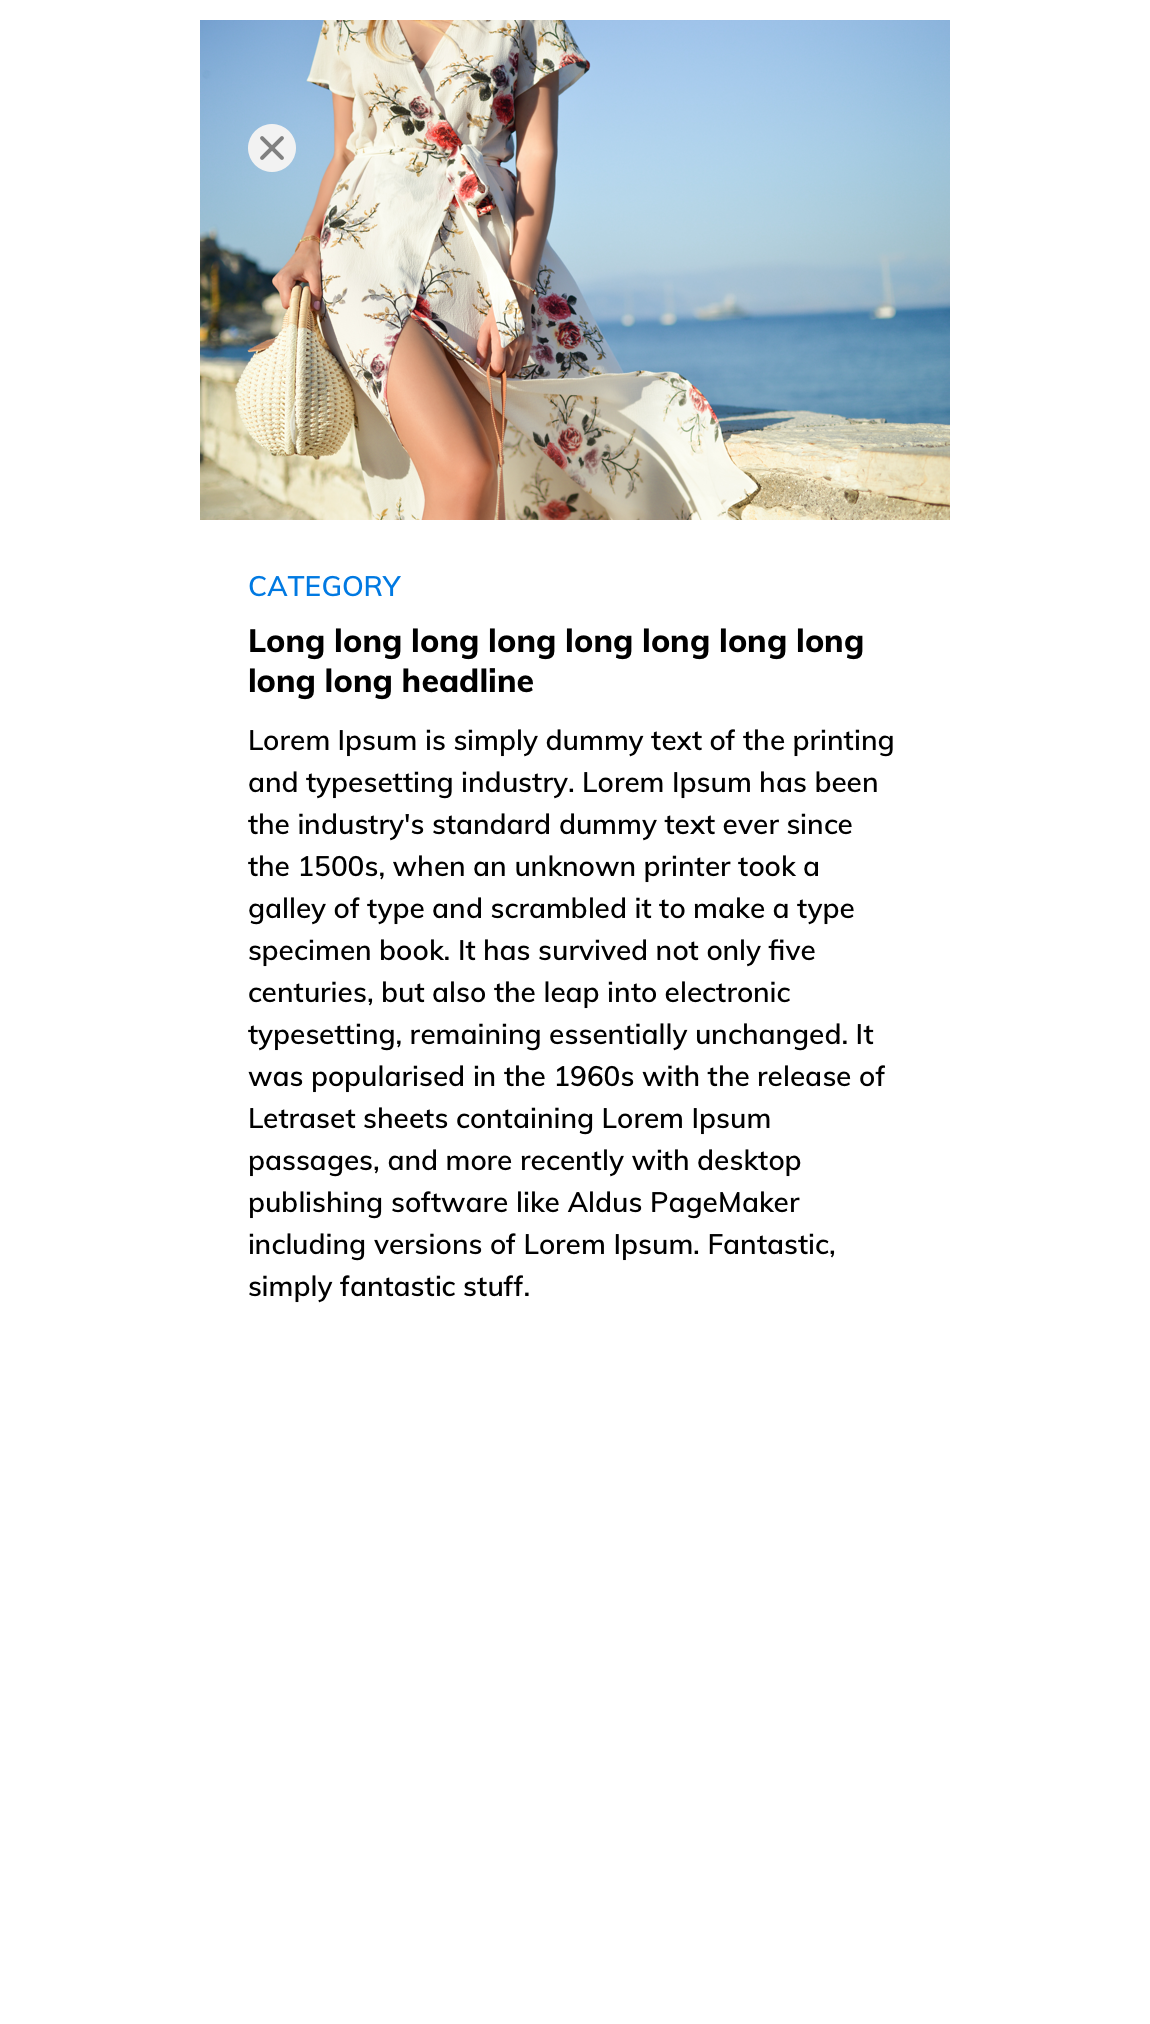 CATEGORY
Long long long long long long long long
long long headline
Lorem Ipsum is simply dummy text of the printing
and typesetting industry. Lorem Ipsum has been
the industry's standard dummy text ever since
the 1500s, when an unknown printer took a
galley of type and scrambled it to make a type
specimen book. It has survived not only five
centuries, but also the leap into electronic
typesetting, remaining essentially unchanged. It
was popularised in the 1960s with the release of
Letraset sheets containing Lorem Ipsum
passages, and more recently with desktop
publishing software like Aldus PageMaker
including versions of Lorem Ipsum. Fantastic,
simply fantastic stuff.